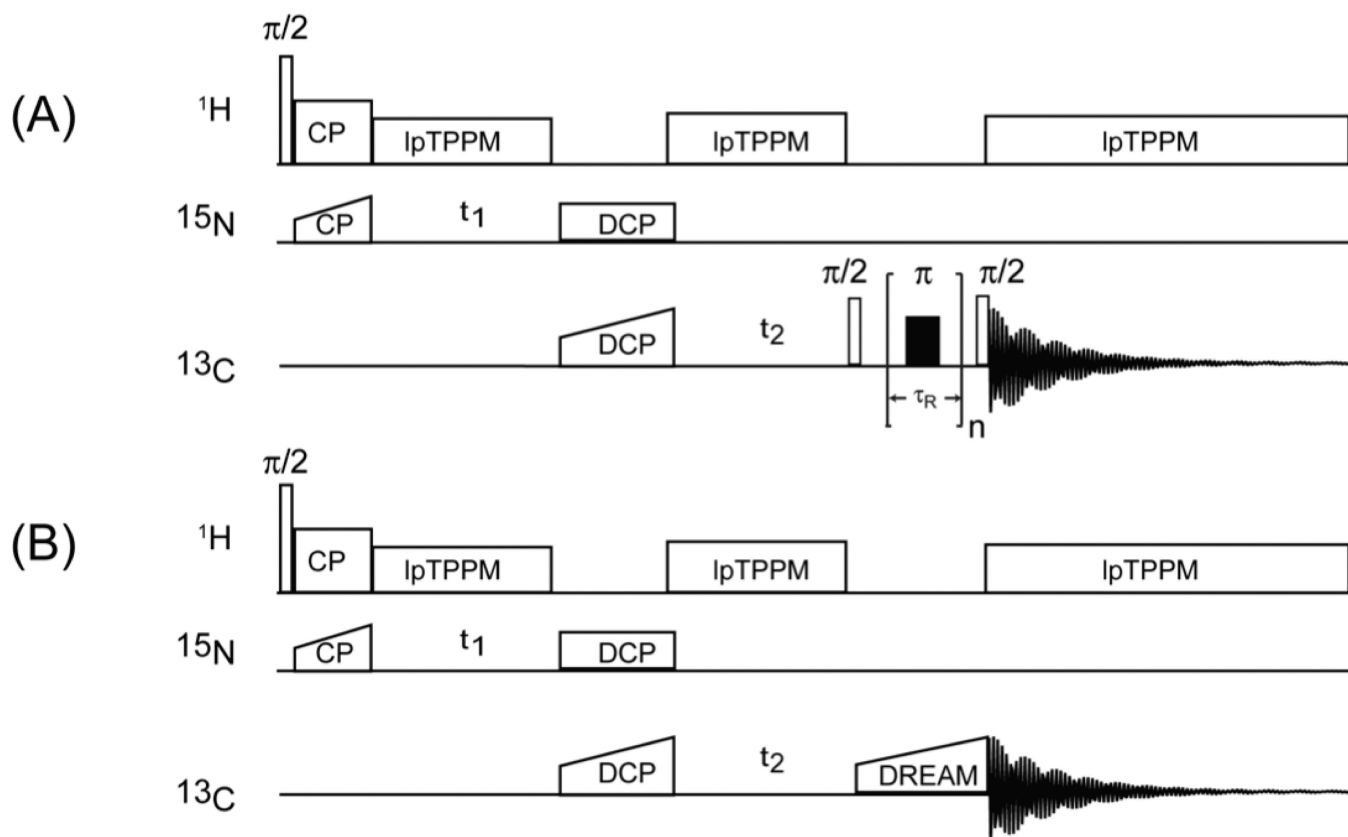 π/2
(A)
¹H
CP
lpTPPM
lpTPPM
lpTPPM
¹⁵N
CP
t₁
DCP
π/2
π
π/2
¹³C
DCP
t₂
τR
n
π/2
(B)
¹H
CP
lpTPPM
lpTPPM
lpTPPM
¹⁵N
CP
t₁
DCP
¹³C
DCP
t₂
DREAM